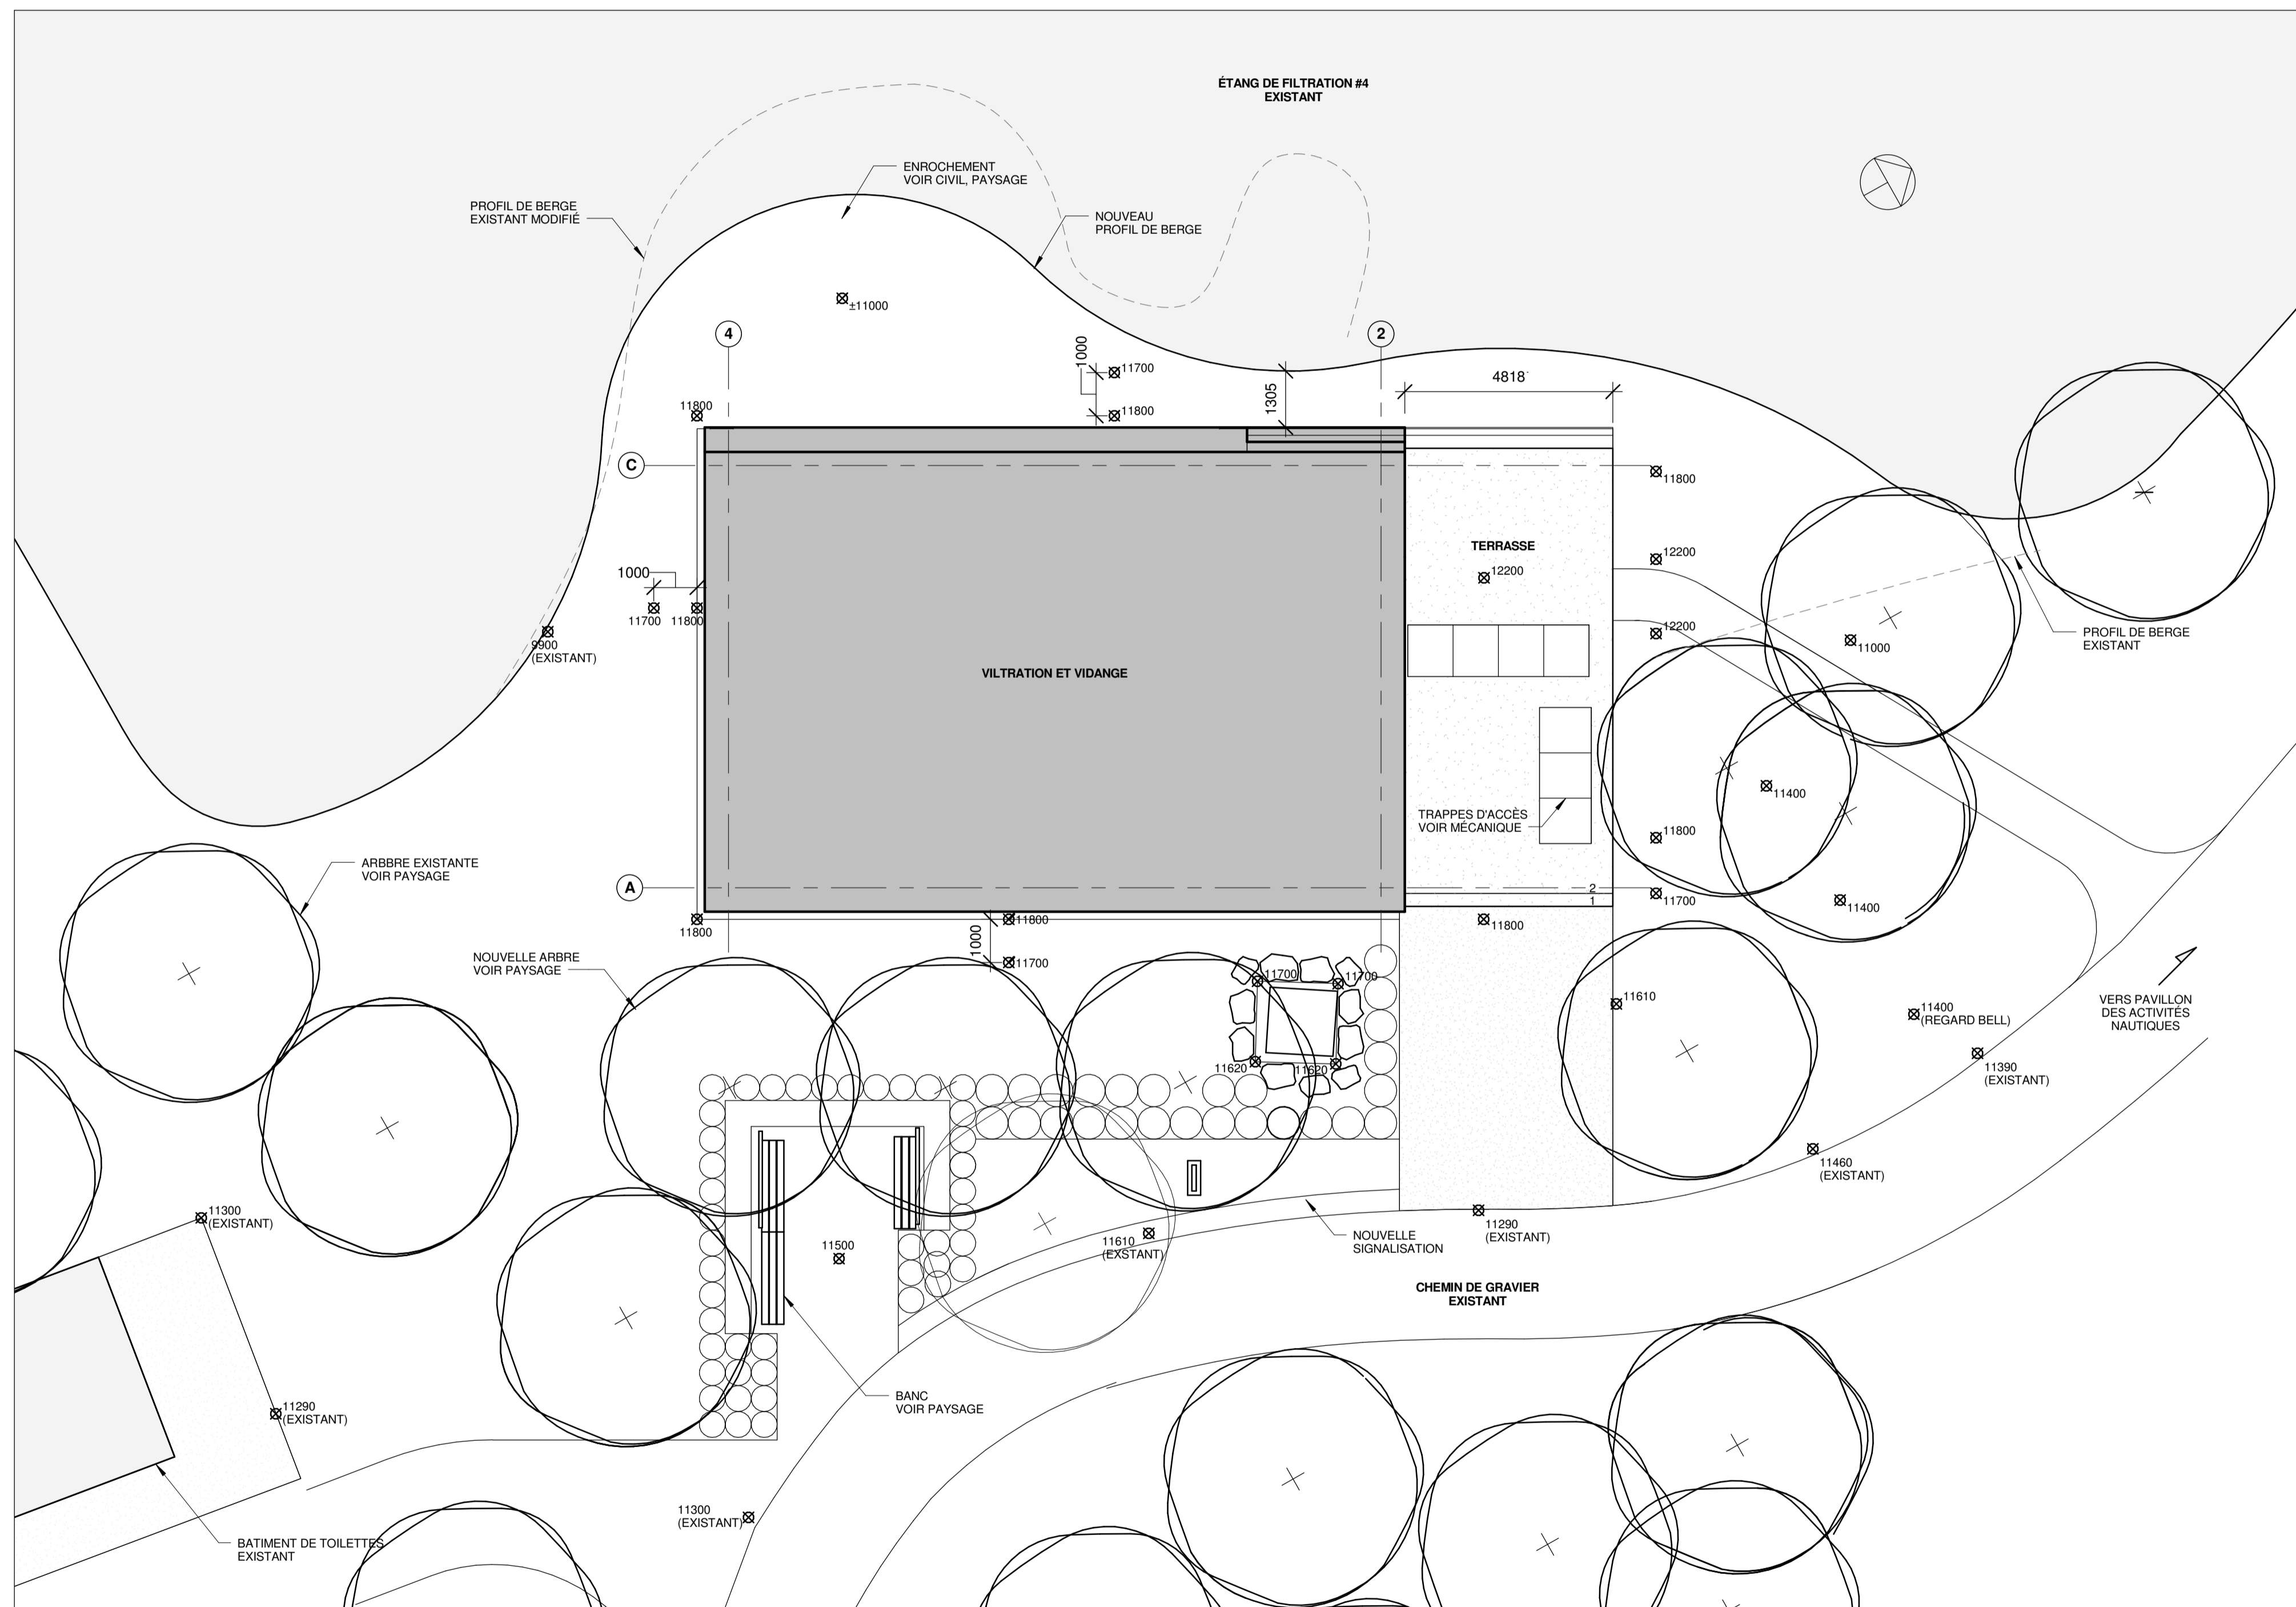 ÉTANG DE FILTRATION #4
EXISTANT
ENROCHEMENT
VOIR CIVIL, PAYSAGE
PROFIL DE BERGE
EXISTANT MODIFIÉ
NOUVEAU
PROFIL DE BERGE
±11000
4
2
1000
11700
11800
1305
4818
11800
C
11800
TERRASSE
12200
12200
1000
11700
11800
9900
(EXISTANT)
12200
11000
PROFIL DE BERGE
EXISTANT
VILTRATION ET VIDANGE
11400
TRAPPES D'ACCÈS
VOIR MÉCANIQUE
11800
ARBBRE EXISTANTE
VOIR PAYSAGE
A
2
1
11700
11400
11800
11800
11800
1000
11700
NOUVELLE ARBRE
VOIR PAYSAGE
11700
11700
11610
11400
(REGARD BELL)
VERS PAVILLON
DES ACTIVITÉS
NAUTIQUES
11620
11620
11390
(EXISTANT)
11460
(EXISTANT)
11300
(EXISTANT)
11500
11610
(EXSTANT)
NOUVELLE
SIGNALISATION
11290
(EXISTANT)
CHEMIN DE GRAVIER
EXISTANT
11290
(EXISTANT)
BANC
VOIR PAYSAGE
11300
(EXISTANT)
BATIMENT DE TOILETTES
EXISTANT